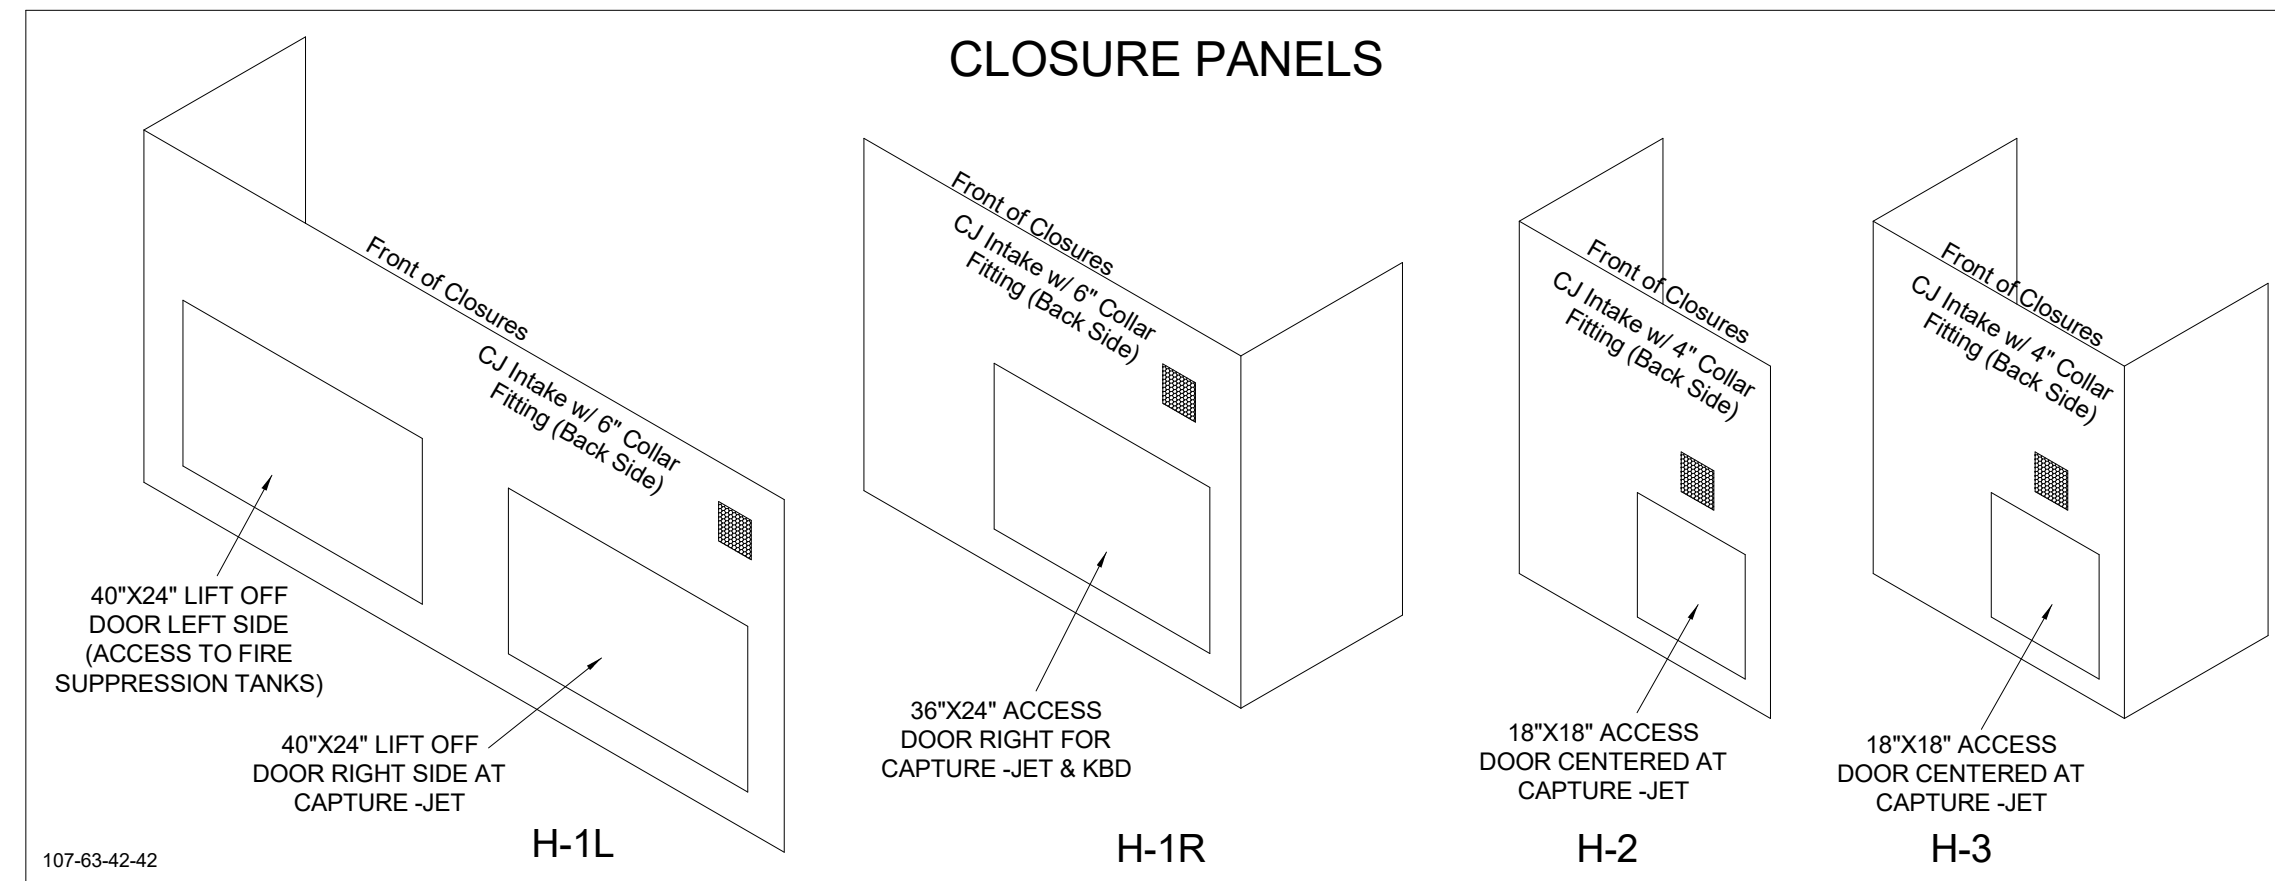 CLOSURE PANELS
Front of Closures
CJ Intake w/ 6" Collar
Fitting (Back Side)
40"X24" LIFT OFF
DOOR LEFT SIDE
(ACCESS TO FIRE
SUPPRESSION TANKS)
40"X24" LIFT OFF
DOOR RIGHT SIDE AT
CAPTURE -JET
H-1L
Front of Closures
CJ Intake w/ 6" Collar
Fitting (Back Side)
36"X24" ACCESS
DOOR RIGHT FOR
CAPTURE -JET & KBD
H-1R
Front of Closures
CJ Intake w/ 4" Collar
Fitting (Back Side)
18"X18" ACCESS
DOOR CENTERED AT
CAPTURE -JET
H-2
Front of Closures
CJ Intake w/ 4" Collar
Fitting (Back Side)
18"X18" ACCESS
DOOR CENTERED AT
CAPTURE -JET
H-3
107-63-42-42